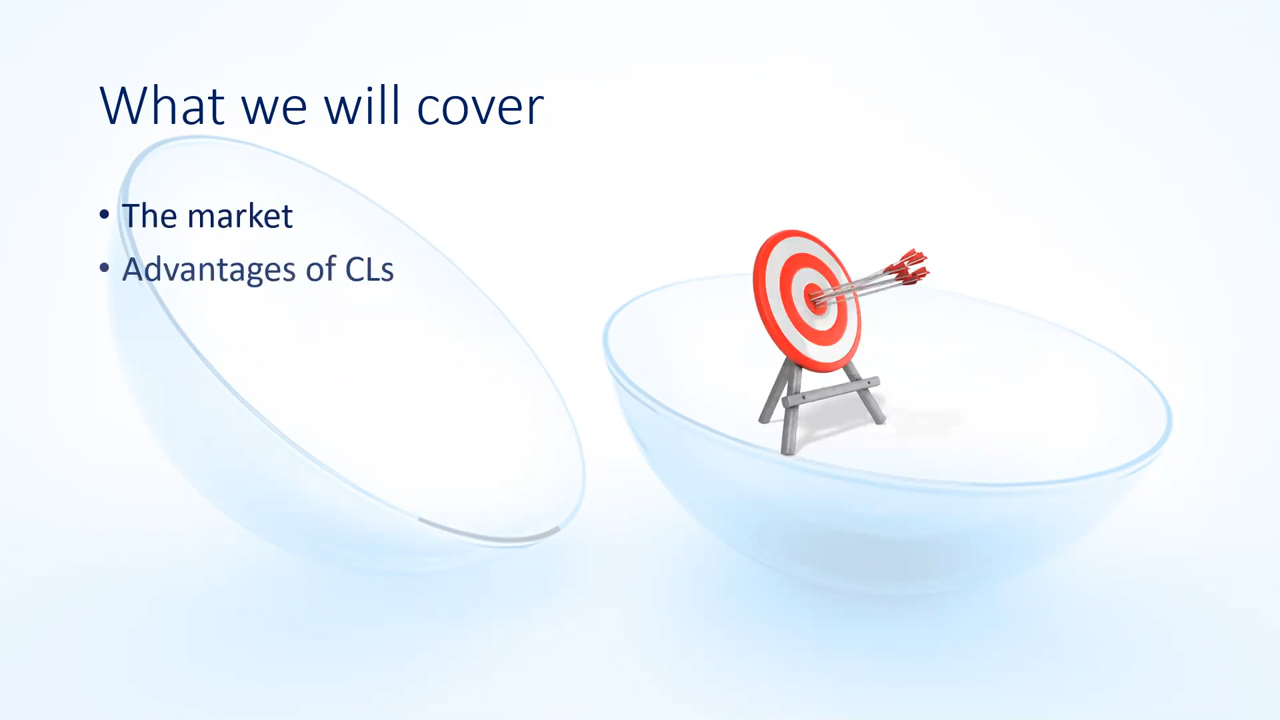 What we will cover
• The market
• Advantages of CLs